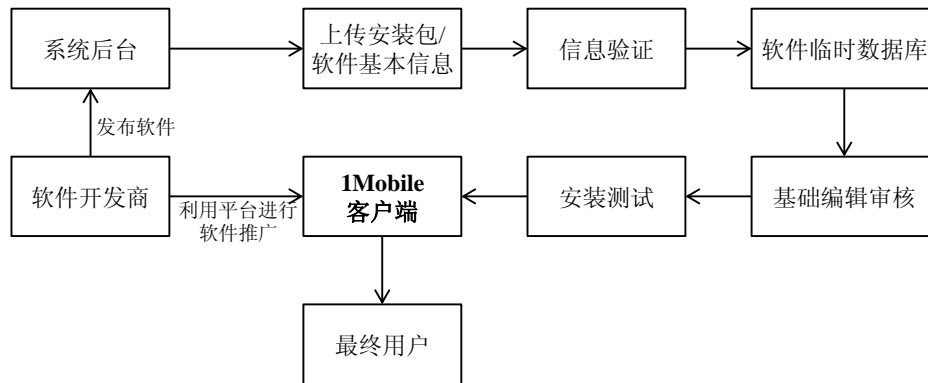 系统后台
上传安装包/
软件基本信息
信息验证
软件临时数据库
发布软件
软件开发商
利用平台进行
软件推广
1Mobile
客户端
安装测试
基础编辑审核
最终用户